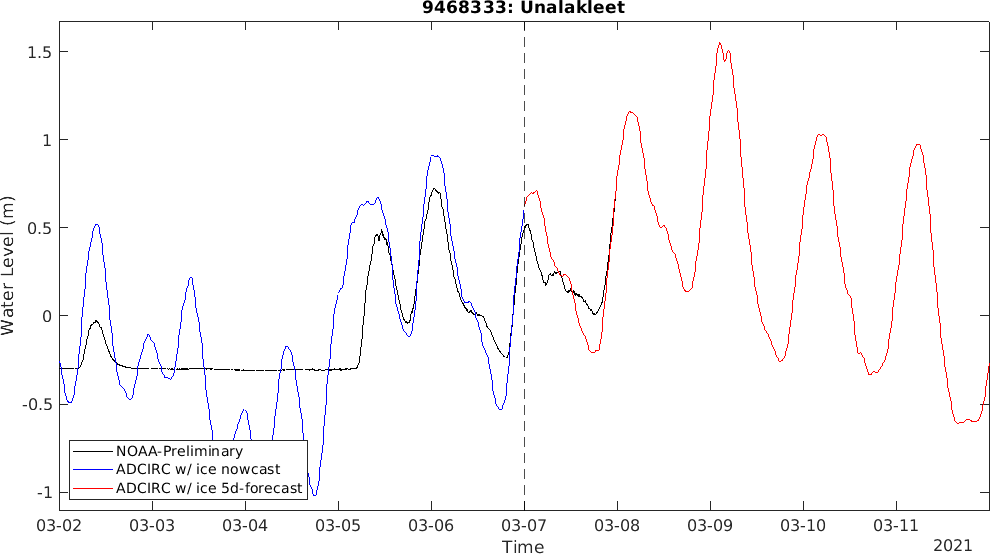 9468333: Unalakleet
1.5
1
0.5
0
-0.5
-1
Water Level (m)
NOAA-Preliminary
ADCIRC w/ ice nowcast
ADCIRC w/ ice 5d-forecast
03-02 03-03 03-04 03-05 03-06 03-07 03-08 03-09 03-10 03-11
Time
2021